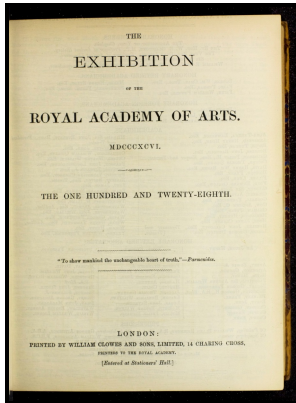 THE
EXHIBITION
OF THE
ROYAL ACADEMY OF ARTS.
MDCCCXCVI.
THE ONE HUNDRED AND TWENTY-EIGHTH.
"To show mankind the unchangeable heart of truth."—Parmenides.
LONDON:
PRINTED BY WILLIAM CLOWES AND SONS, LIMITED, 14 CHARING CROSS,
PRINTERS TO THE ROYAL ACADEMY.
(Entered at Stationers' Hall.)